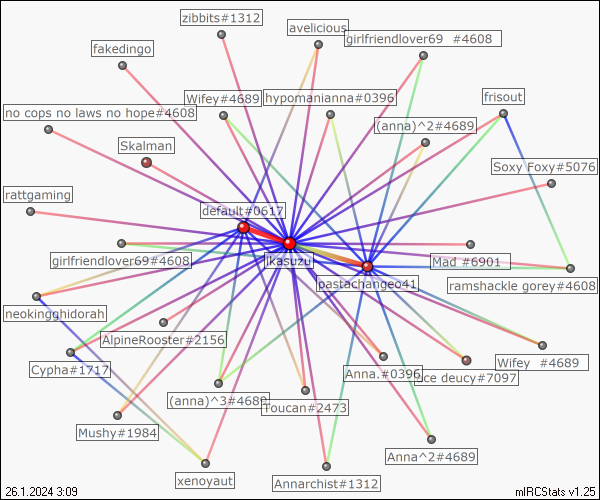 zibbits#1312
avelicious
girlfriendlover69 #4608
fakedingo
Wifey#4689
hypomanianna#0396
frisout
no cops no laws no hope#4608
(anna)^2#4689
Skalman
Soxy Foxy#5076
rattgaming
default#0617
jkasuzu
Mad #6901
girlfriendlover69#4608
pastachangeo41
ramshackle gorey#4608
neokingghidorah
AlpineRooster#2156
Cypha#1717
Anna.#0396
ace deucy#7097
Wifey #4689
(anna)^3#4689
Toucan#2473
Mushy#1984
Anna^2#4689
xenoyaut
Annarchist#1312
26.1.2024 3:09
mIRCStats v1.25